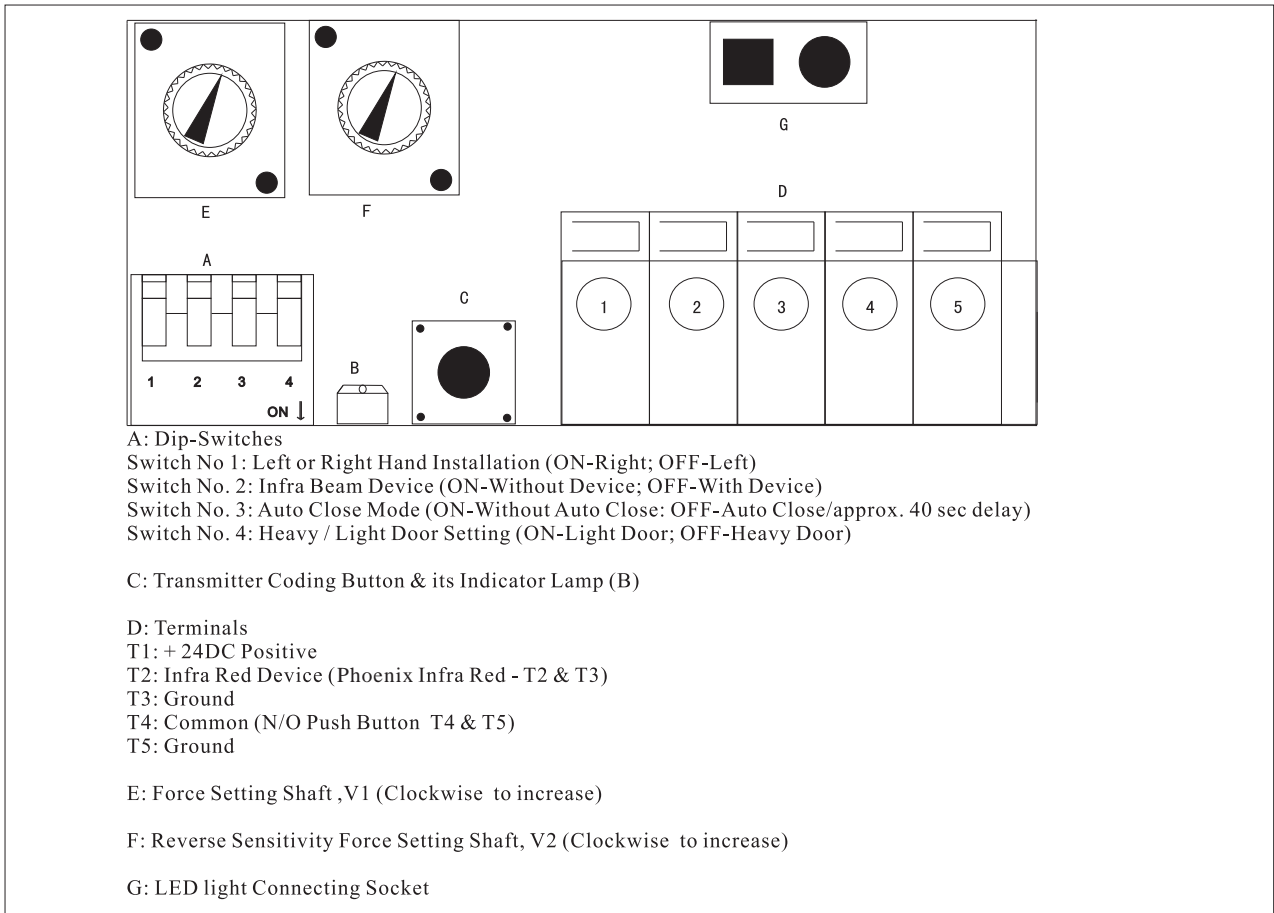 G
D
E F
A
C
1 2 3 4 5
B
1 2 3 4
ON ↓
A: Dip-Switches
Switch No 1: Left or Right Hand Installation (ON-Right; OFF-Left)
Switch No. 2: Infra Beam Device (ON-Without Device; OFF-With Device)
Switch No. 3: Auto Close Mode (ON-Without Auto Close: OFF-Auto Close/approx. 40 sec delay)
Switch No. 4: Heavy / Light Door Setting (ON-Light Door; OFF-Heavy Door)
C: Transmitter Coding Button & its Indicator Lamp (B)
D: Terminals
T1: + 24DC Positive
T2: Infra Red Device (Phoenix Infra Red - T2 & T3)
T3: Ground
T4: Common (N/O Push Button T4 & T5)
T5: Ground
E: Force Setting Shaft ,V1 (Clockwise to increase)
F: Reverse Sensitivity Force Setting Shaft, V2 (Clockwise to increase)
G: LED light Connecting Socket